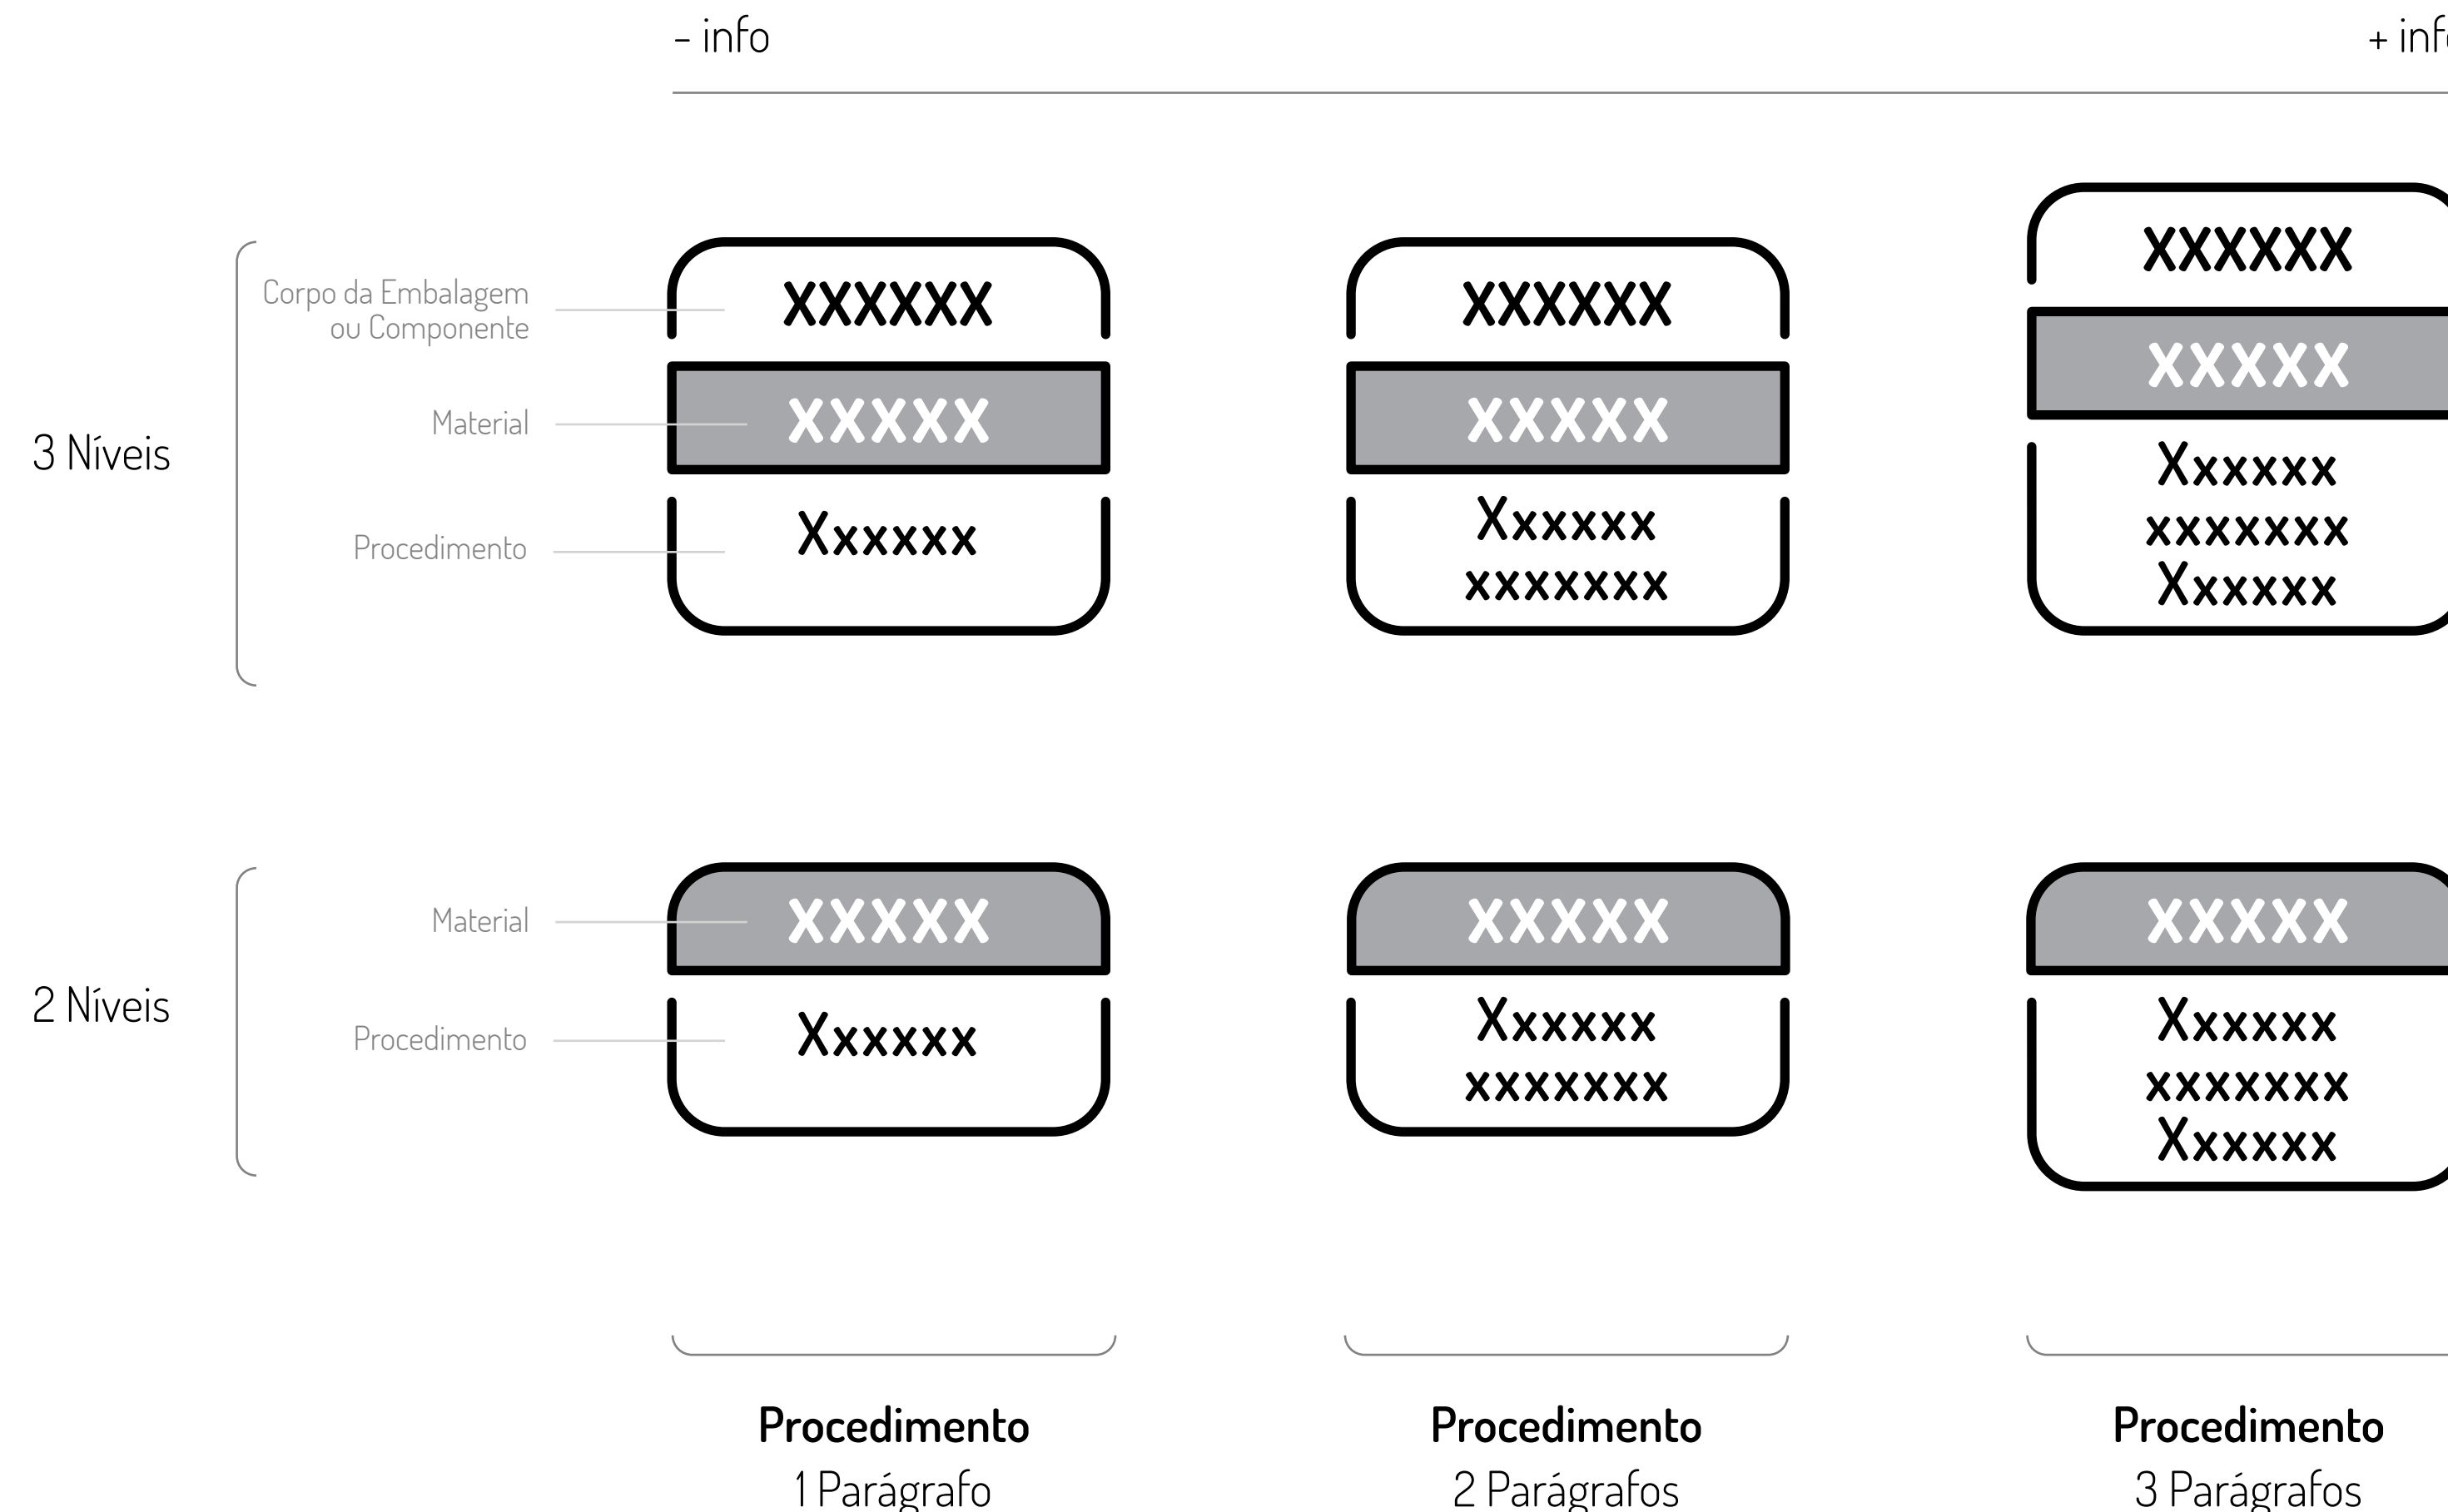 - info
+ info
Corpo da Embalagem
ou Componente
Material
Procedimento
3 Níveis
XXXXXX
XXXXX
Xxxxxx
XXXXXX
XXXXX
Xxxxxx
xxxxxxx
XXXXXX
XXXXX
Xxxxxx
xxxxxxx
Xxxxxx
Material
Procedimento
2 Níveis
XXXXX
Xxxxxx
XXXXX
Xxxxxx
xxxxxxx
XXXXX
Xxxxxx
xxxxxxx
Xxxxxx
Procedimento
1 Parágrafo
Procedimento
2 Parágrafos
Procedimento
3 Parágrafos